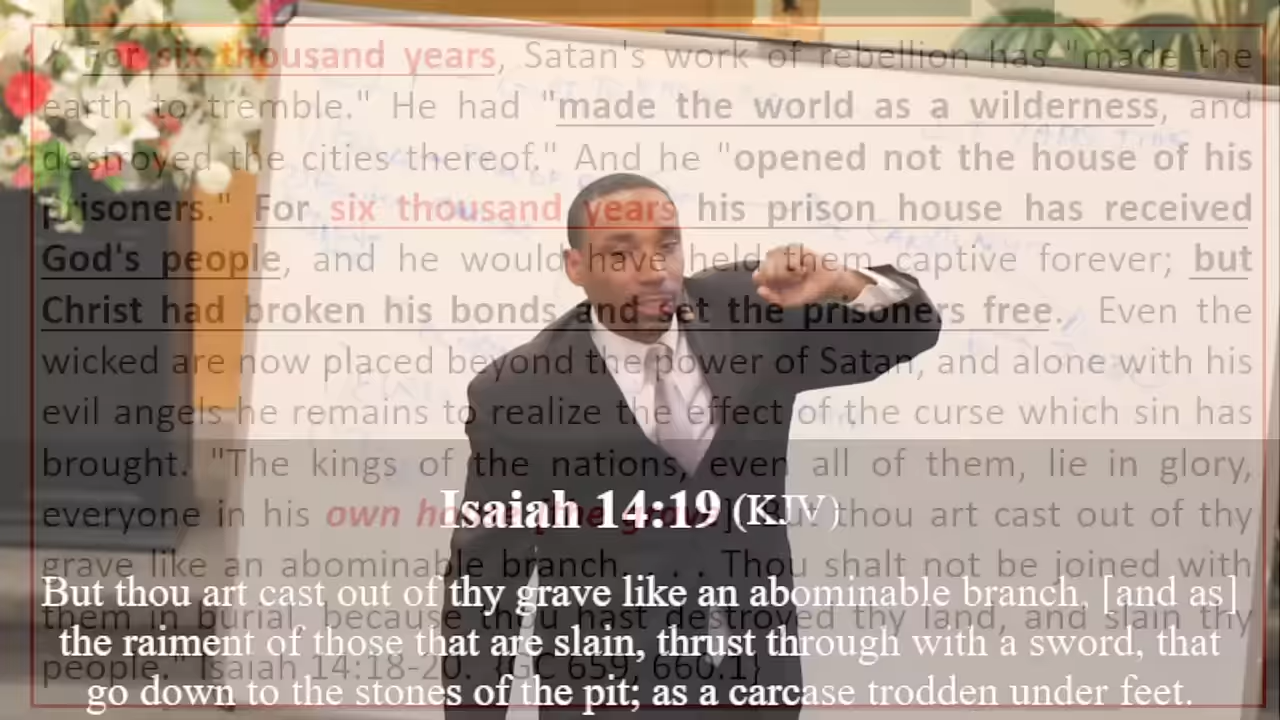 " For six thousand years, Satan's work of rebellion has "made the
earth to tremble." He had "made the world as a wilderness, and
destroyed the cities thereof." And he "opened not the house of his
prisoners." For six thousand years his prison house has received
God's people, and he would have held them captive forever; but
Christ had broken his bonds and set the prisoners free. Even the
wicked are now placed beyond the power of Satan, and alone with his
evil angels he remains to realize the effect of the curse which sin has
brought. "The kings of the nations, even all of them, lie in glory,
everyone in his own thou art cast out of thy
grave like an abominable branch. . . . Thou shalt not be joined with
them in burial, because thou hast destroyed thy land, and slain thy
people." Isaiah 14:18-20. {GC 659, 660.1}
Isaiah 14:19 (KJV)
But thou art cast out of thy grave like an abominable branch, [and as]
the raiment of those that are slain, thrust through with a sword, that
go down to the stones of the pit; as a carcase trodden under feet.